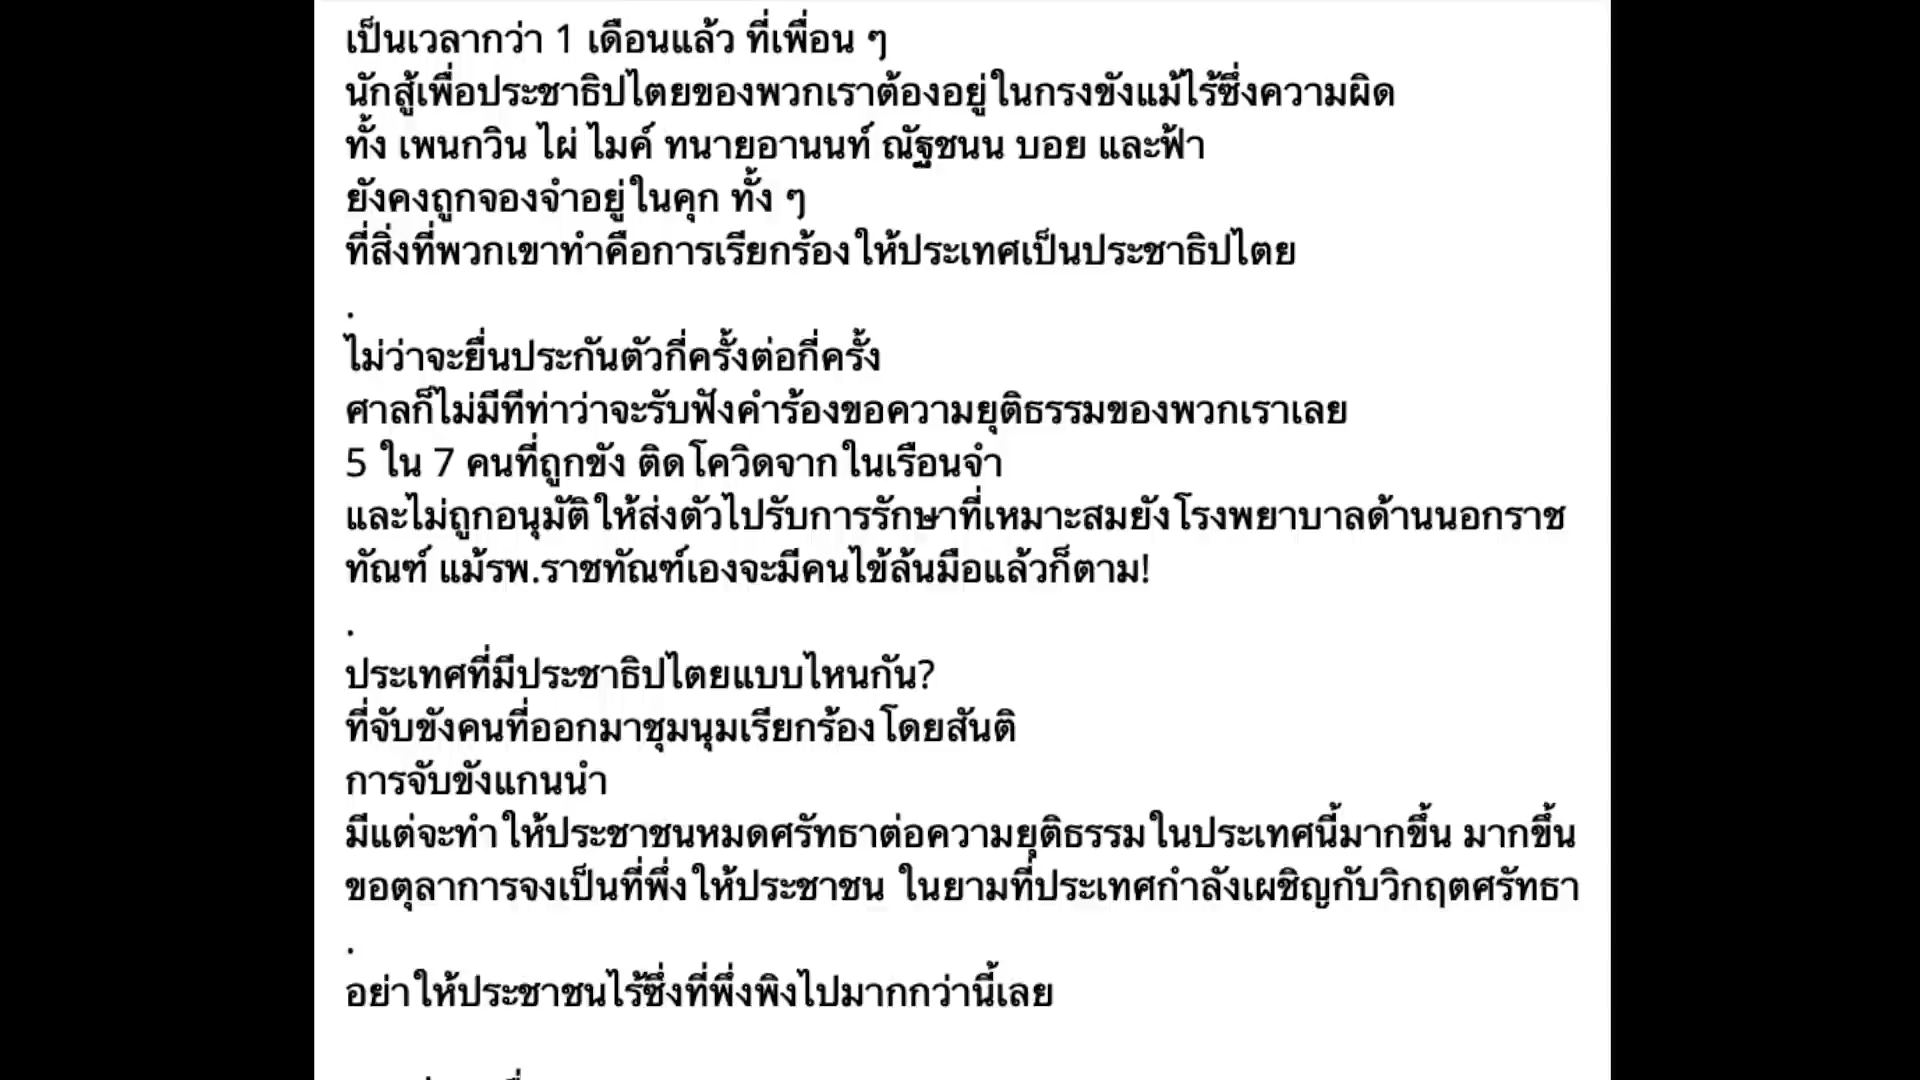 เป็นเวลากว่า 1 เดือนแล้ว ที่เพื่อน ๆ
นักสู้เพื่อประชาธิปไตยของพวกเราต้องอยู่ในกรงขังแม้ไร้ซึ่งความผิด
ทั้ง เพนกวิน ไผ่ ไมค์ ทนายอานนท์ ณัฐชนน บอย และฟ้า
ยังคงถูกจองจำอยู่ในคุก ทั้ง ๆ
ที่สิ่งที่พวกเขาทำคือการเรียกร้องให้ประเทศเป็นประชาธิปไตย
.
ไม่ว่าจะยื่นประกันตัวกี่ครั้งต่อกี่ครั้ง
ศาลก็ไม่มีทีท่าว่าจะรับฟังคำร้องขอความยุติธรรมของพวกเราเลย
5 ใน 7 คนที่ถูกขัง ติดโควิดจากในเรือนจำ
และไม่ถูกอนุมัติให้ส่งตัวไปรับการรักษาที่เหมาะสมยังโรงพยาบาลด้านนอกราช
ทัณฑ์ แม้รพ.ราชทัณฑ์เองจะมีคนไข้ล้นมือแล้วก็ตาม!
.
ประเทศที่มีประชาธิปไตยแบบไหนกัน?
ที่จับขังคนที่ออกมาชุมนุมเรียกร้องโดยสันติ
การจับขังแกนนำ
มีแต่จะทำให้ประชาชนหมดศรัทธาต่อความยุติธรรมในประเทศนี้มากขึ้น มากขึ้น
ขอตุลาการจงเป็นที่พึ่งให้ประชาชน ในยามที่ประเทศกำลังเผชิญกับวิกฤตศรัทธา
.
อย่าให้ประชาชนไร้ซึ่งที่พึ่งพิงไปมากกว่านี้เลย